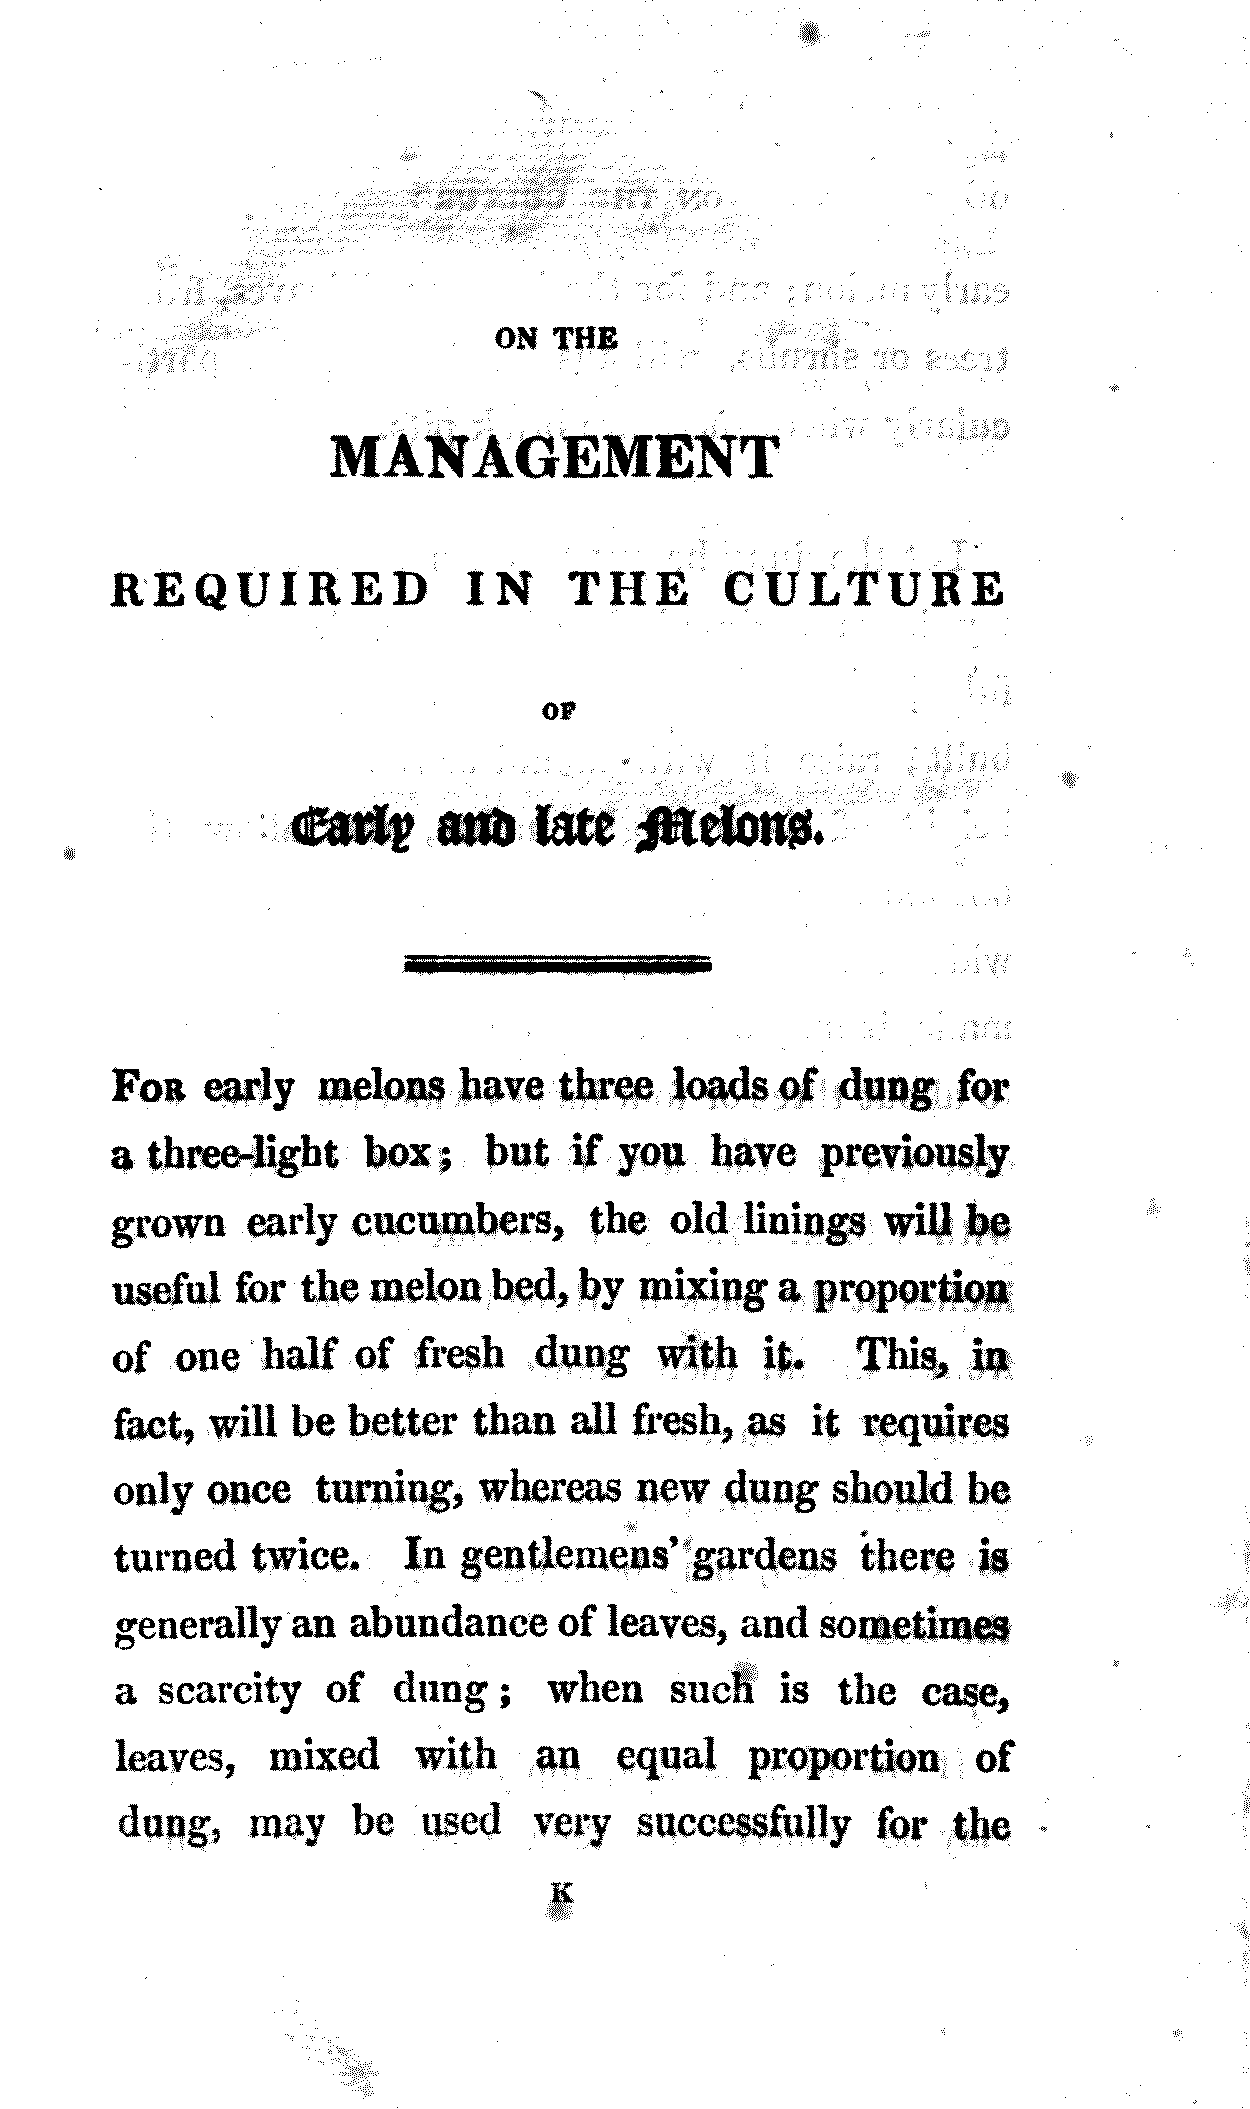 ON THE
MANAGEMENT
REQUIRED IN THE CULTURE
OF
Early and late Melons.
FOR early melons have three loads of dung for
a three-light box; but if you have previously
grown early cucumbers, the old linings will be
useful for the melon bed, by mixing a proportion
of one half of fresh dung with it. This, in
fact, will be better than all fresh, as it requires
only once turning, whereas new dung should be
turned twice. In gentlemens' gardens there is
generally an abundance of leaves, and sometimes
a scarcity of dung; when such is the case,
leaves, mixed with an equal proportion of
dung, may be used very successfully for the
K